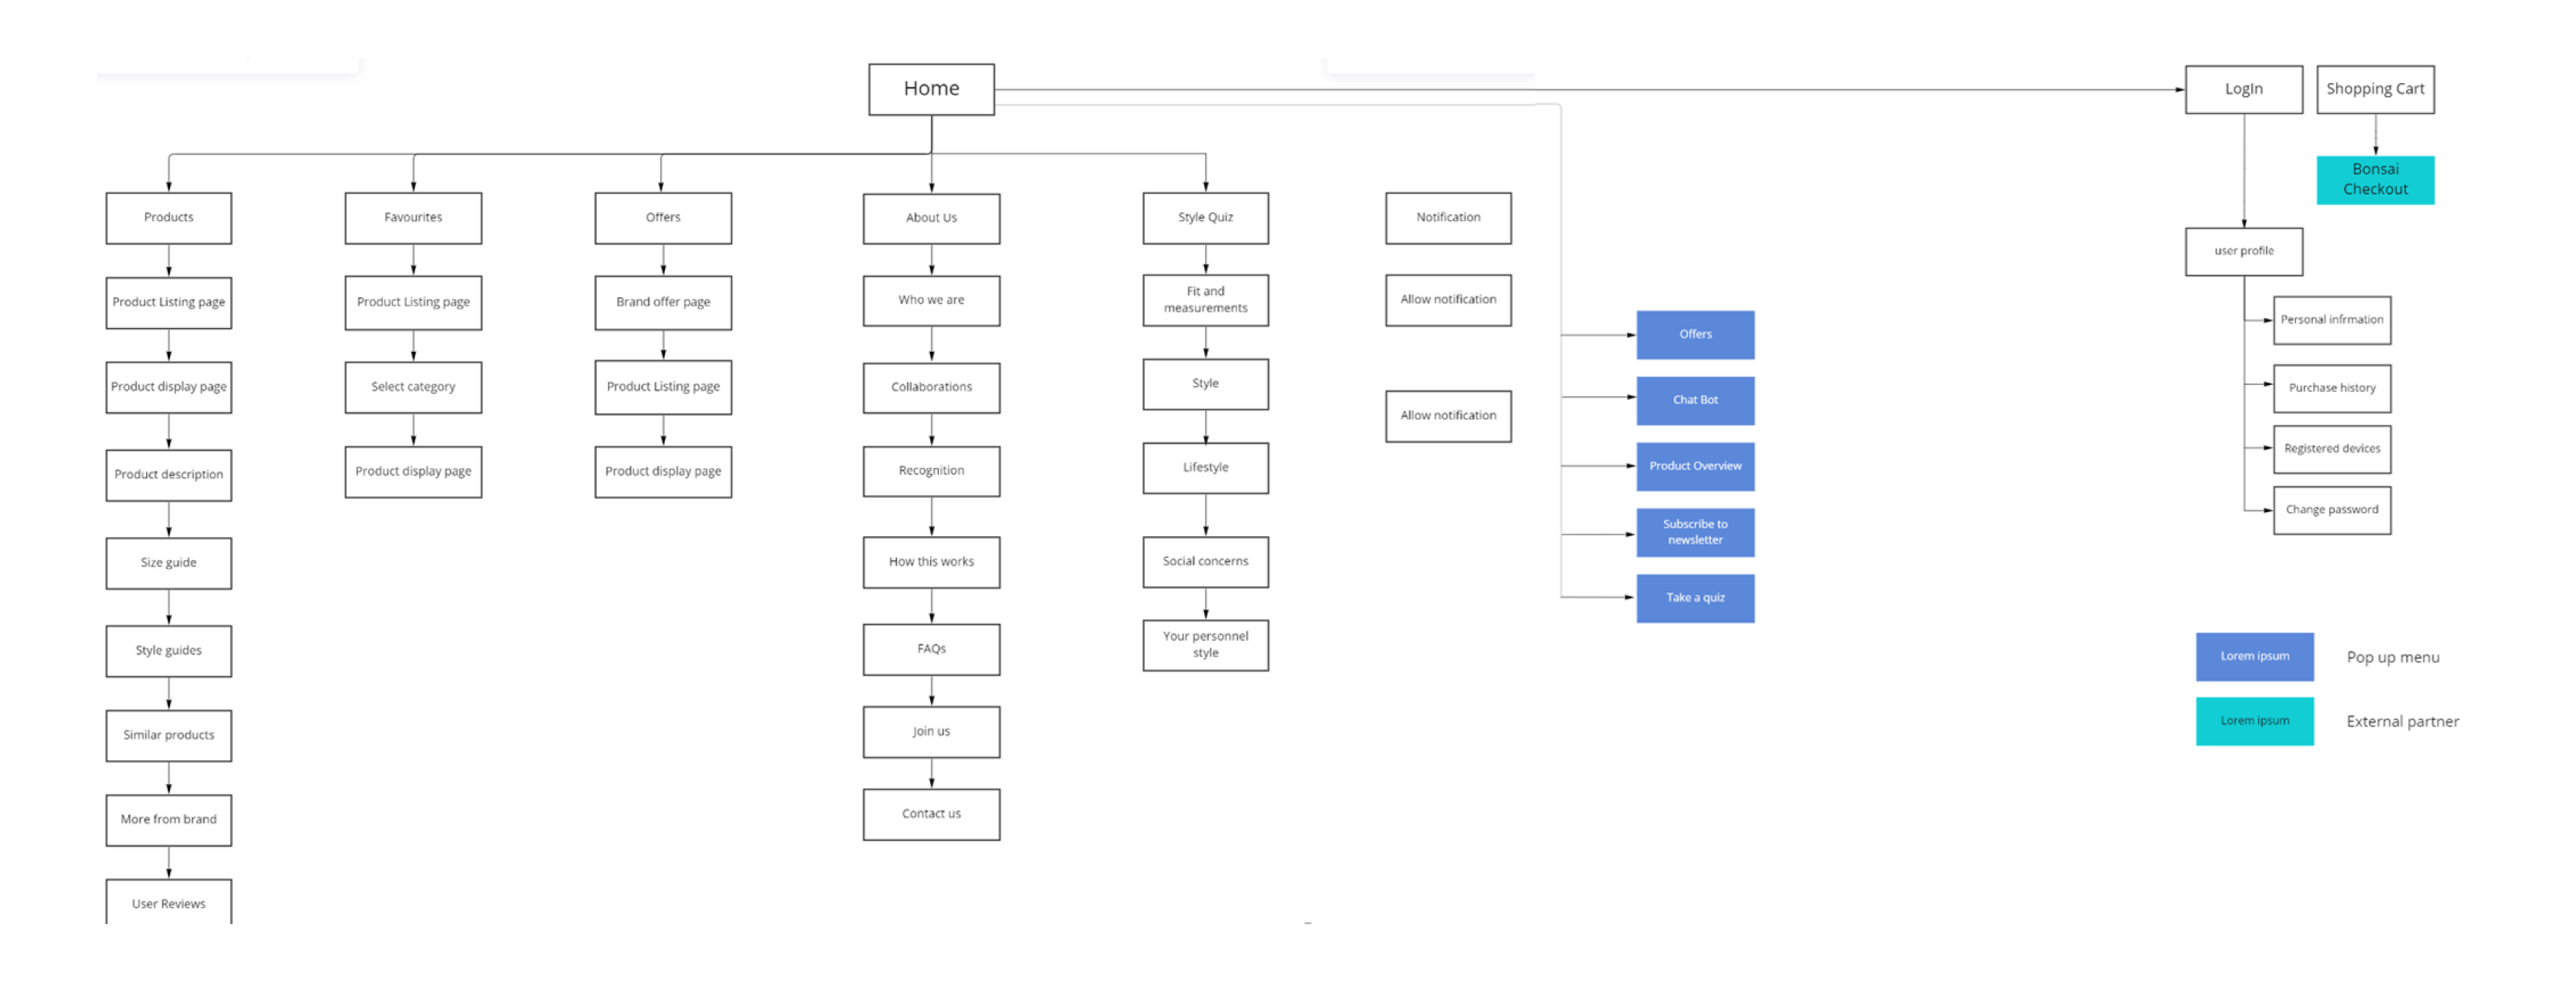 Home
LogIn
Shopping Cart
Bonsai
Checkout
Products
Favourites
Offers
About Us
Style Quiz
Notification
user profile
Product Listing page
Product Listing page
Brand offer page
Who we are
Fit and
measurements
Allow notification
Offers
Personal infrmation
Product display page
Select category
Product Listing page
Collaborations
Style
Allow notification
Chat Bot
Purchase history
Product description
Product display page
Product display page
Recognition
Lifestyle
Product Overview
Registered devices
Subscribe to
newsletter
Change password
Size guide
How this works
Social concerns
Take a quiz
Style guides
FAQs
Your personnel
style
Lorem ipsum
Pop up menu
Similar products
Join us
Lorem ipsum
External partner
More from brand
Contact us
User Reviews